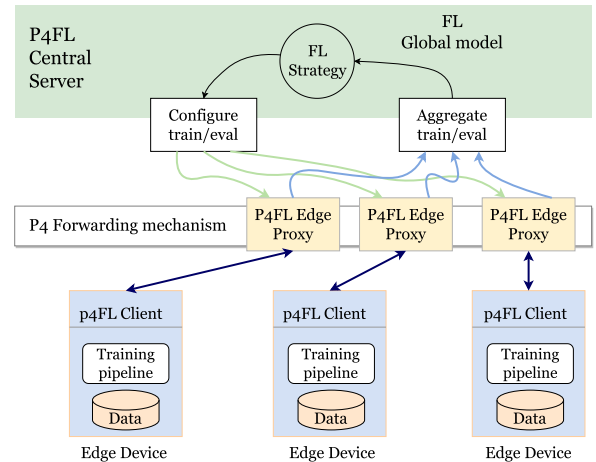 P4FL
Central
Server
FL
Strategy
FL
Global model
Configure
train/eval
Aggregate
train/eval
P4 Forwarding mechanism
P4FL Edge
Proxy
P4FL Edge
Proxy
P4FL Edge
Proxy
p4FL Client
Training
pipeline
Data
Edge Device
p4FL Client
Training
pipeline
Data
Edge Device
p4FL Client
Training
pipeline
Data
Edge Device